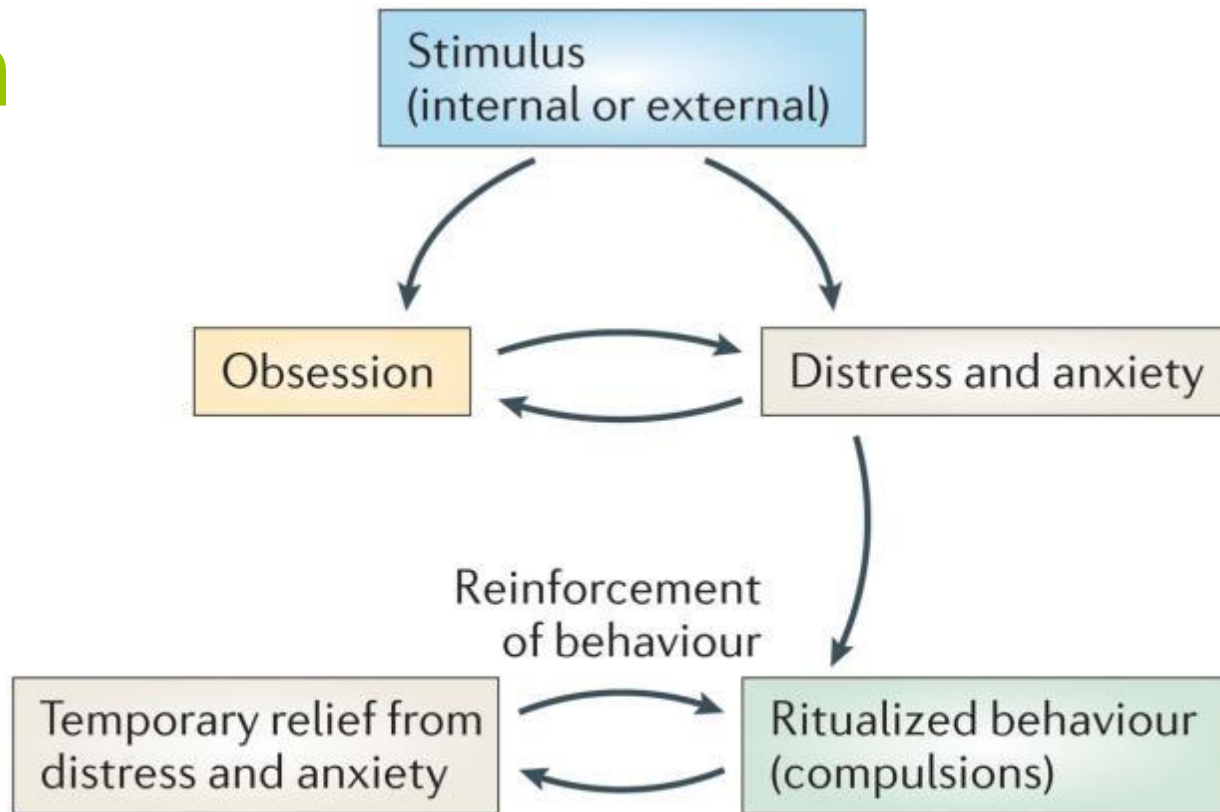 n
Stimulus
(internal or external)
Obsession
Distress and anxiety
Reinforcement
of behaviour
Temporary relief from
distress and anxiety
Ritualized behaviour
(compulsions)